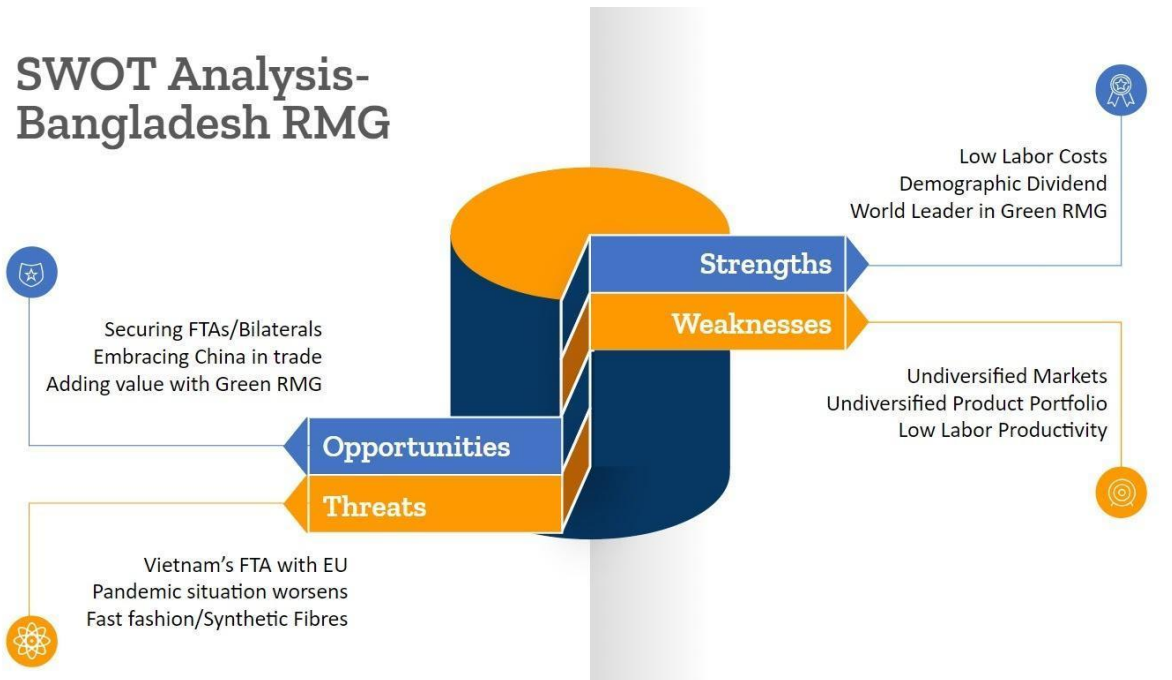 SWOT Analysis-
Bangladesh RMG
Low Labor Costs
Demographic Dividend
World Leader in Green RMG
Strengths
Weaknesses
Undiversified Markets
Undiversified Product Portfolio
Low Labor Productivity
Securing FTAs/Bilaterals
Embracing China in trade
Adding value with Green RMG
Opportunities
Threats
Vietnam's FTA with EU
Pandemic situation worsens
Fast fashion/Synthetic Fibres